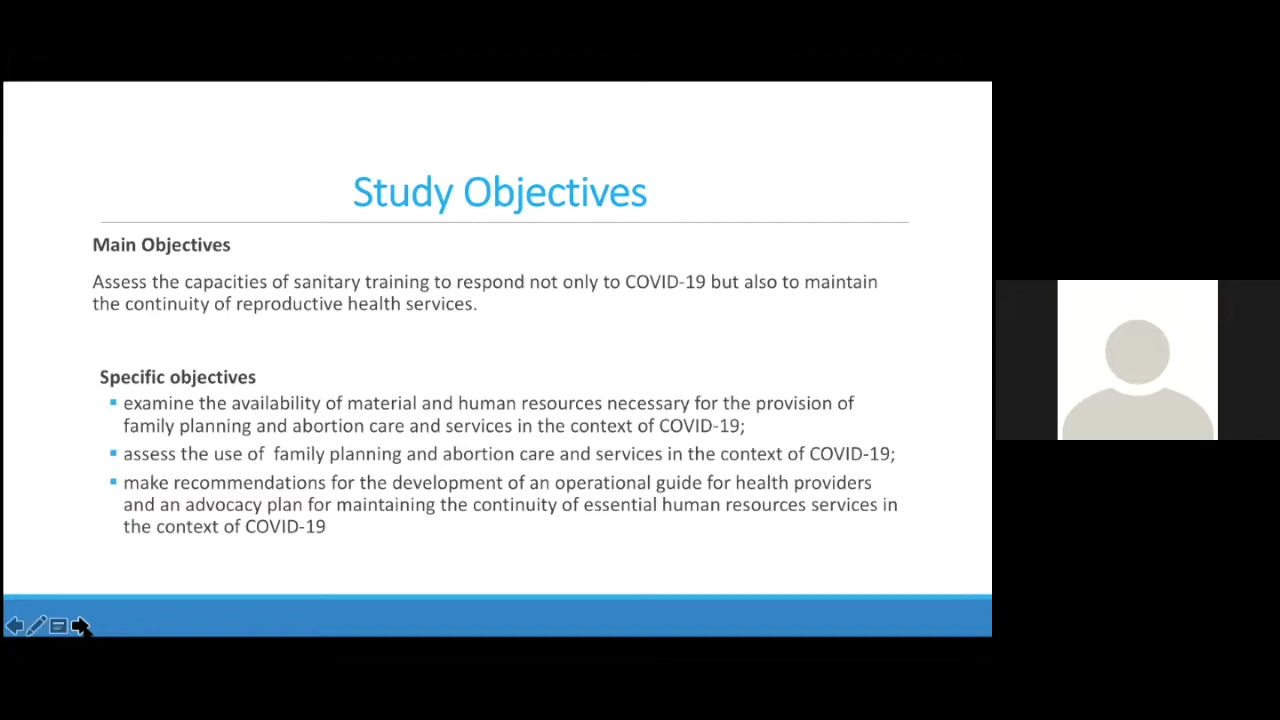 Study Objectives
Main Objectives
Assess the capacities of sanitary training to respond not only to COVID-19 but also to maintain
the continuity of reproductive health services.
Specific objectives
examine the availability of material and human resources necessary for the provision of
family planning and abortion care and services in the context of COVID-19;
assess the use of family planning and abortion care and services in the context of COVID-19;
make recommendations for the development of an operational guide for health providers
and an advocacy plan for maintaining the continuity of essential human resources services in
the context of COVID-19